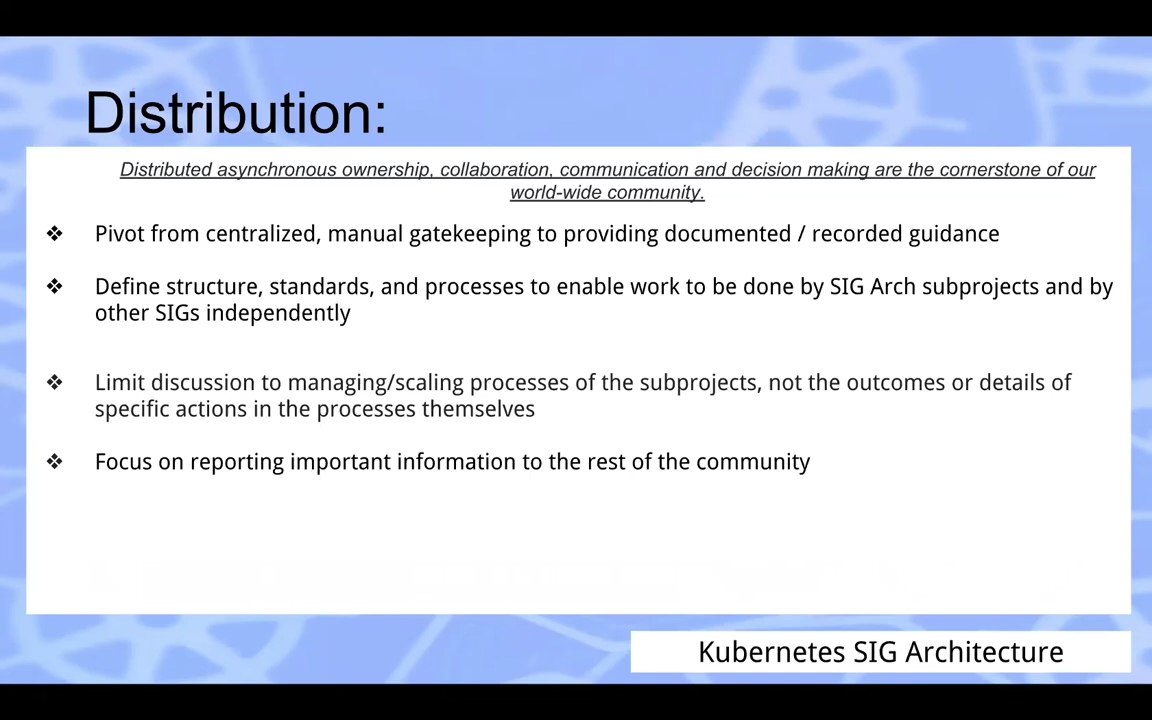 Distribution:
Distributed asynchronous ownership, collaboration, communication and decision making are the cornerstone of our
world-wide community.
❖ Pivot from centralized, manual gatekeeping to providing documented / recorded guidance
❖ Define structure, standards, and processes to enable work to be done by SIG Arch subprojects and by
other SIGs independently
❖ Limit discussion to managing/scaling processes of the subprojects, not the outcomes or details of
specific actions in the processes themselves
❖ Focus on reporting important information to the rest of the community
Kubernetes SIG Architecture